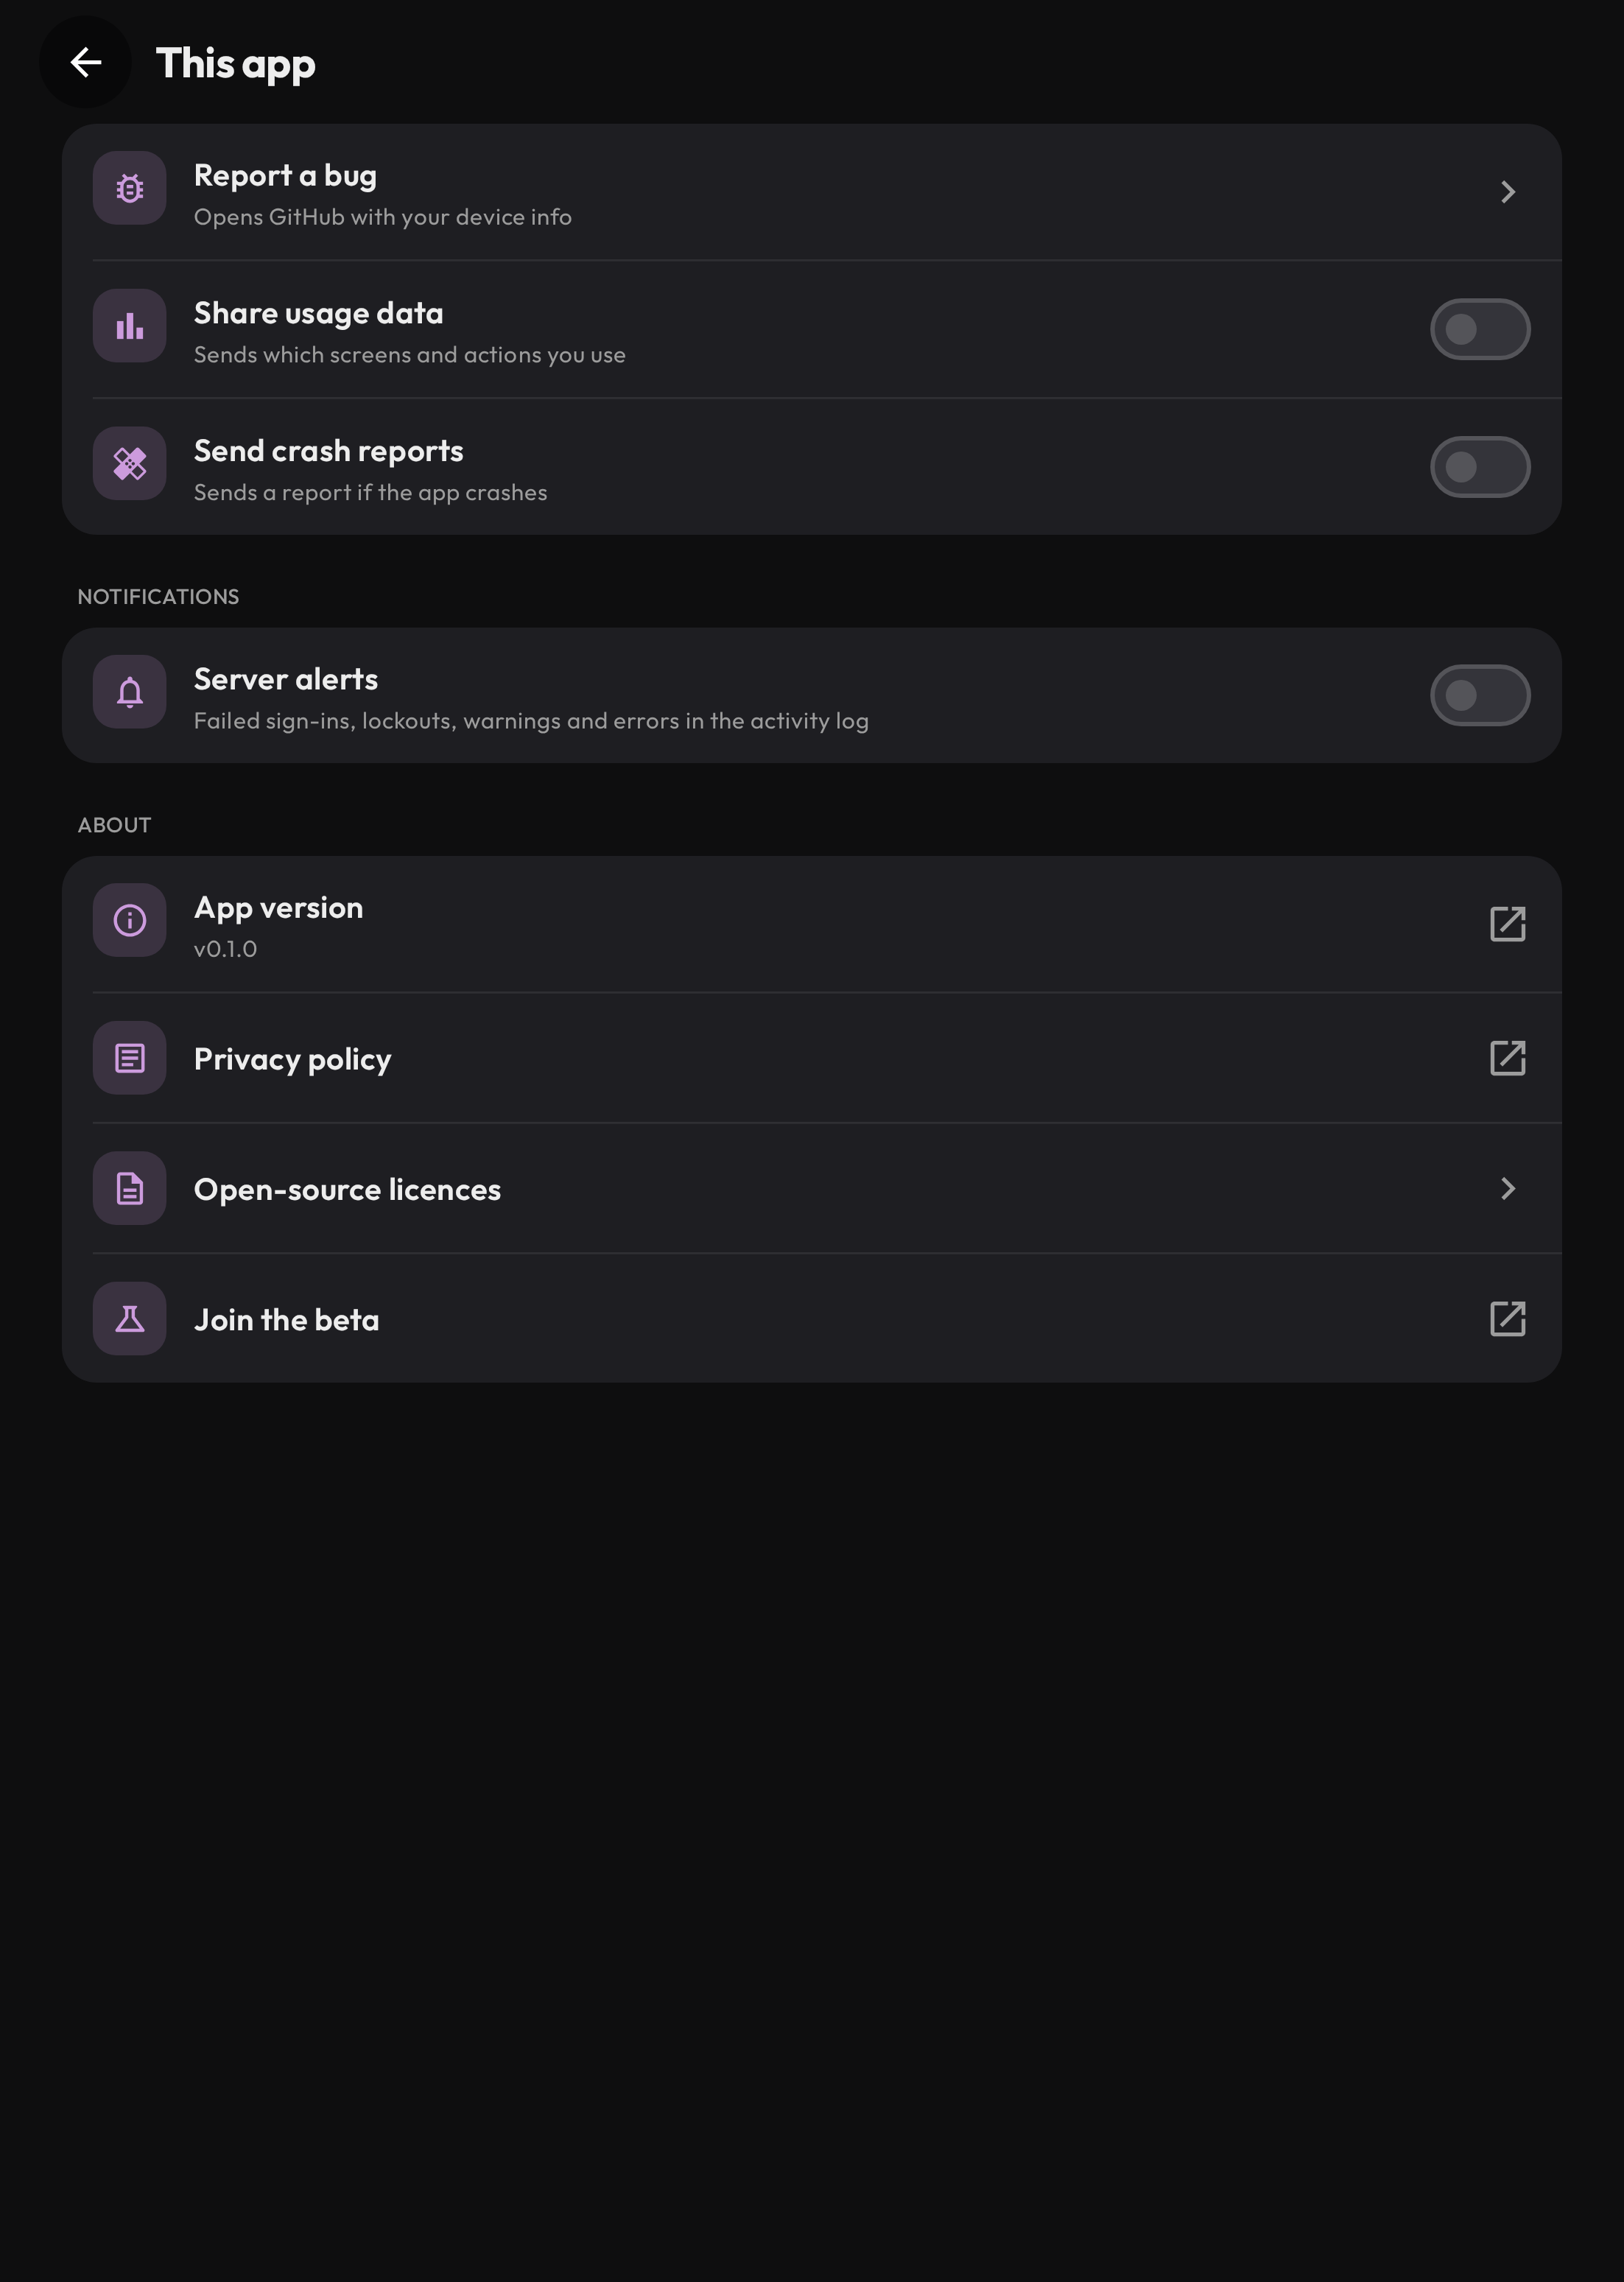 This app
Report a bug
Opens GitHub with your device info
Share usage data
Sends which screens and actions you use
Send crash reports
Sends a report if the app crashes
NOTIFICATIONS
Server alerts
Failed sign-ins, lockouts, warnings and errors in the activity log
ABOUT
App version
v0.1.0
Privacy policy
Open-source licences
Join the beta